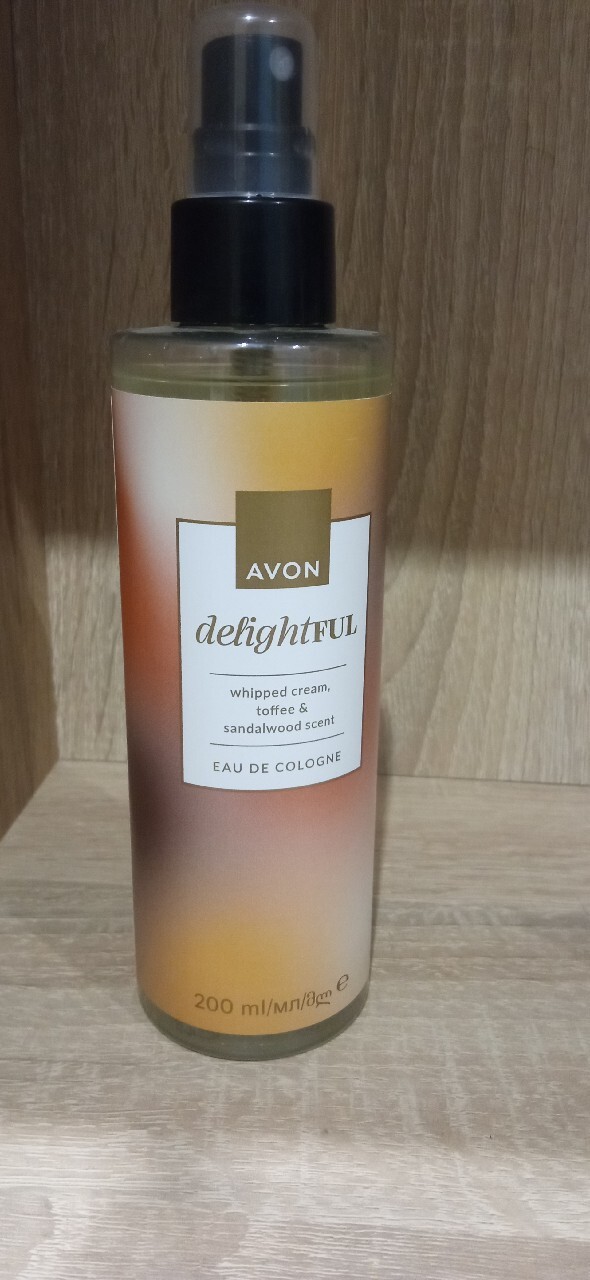 AVON
delightFUL
whipped cream,
toffee &
sandalwood scent
EAU DE COLOGNE
200 ml/мл/მლ ℮